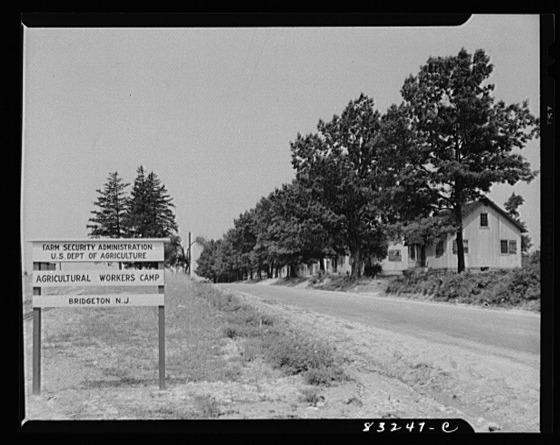 FARM SECURITY ADMINISTRATION
U.S. DEPT OF AGRICULTURE
AGRICULTURAL WORKERS CAMP
BRIDGETON N.J.
83247-C